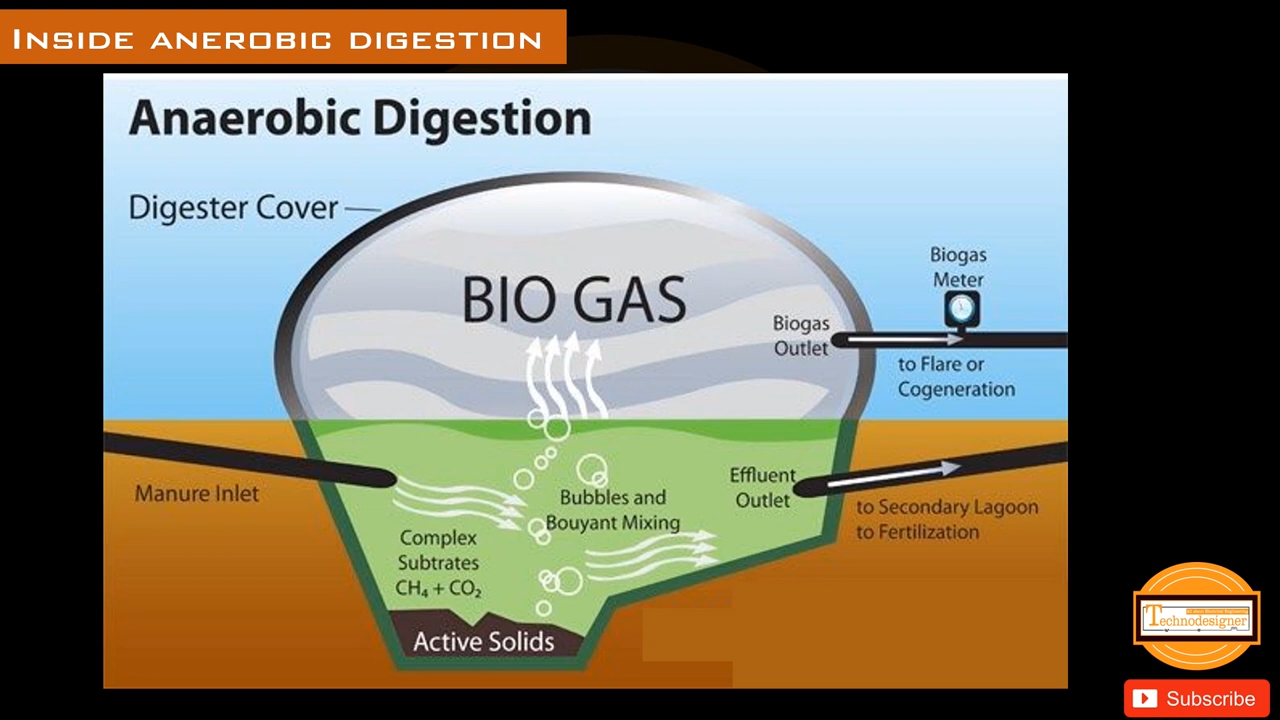 INSIDE ANEROBIC DIGESTION
Anaerobic Digestion
Digester Cover
BIO GAS
Biogas
Meter
Biogas
Outlet
to Flare or
Cogeneration
Manure Inlet
Effluent
Outlet
Bubbles and
Bouyant Mixing
to Secondary Lagoon
to Fertilization
Complex
Subtrates
CH₄ + CO₂
Active Solids
Technodesigner
Subscribe